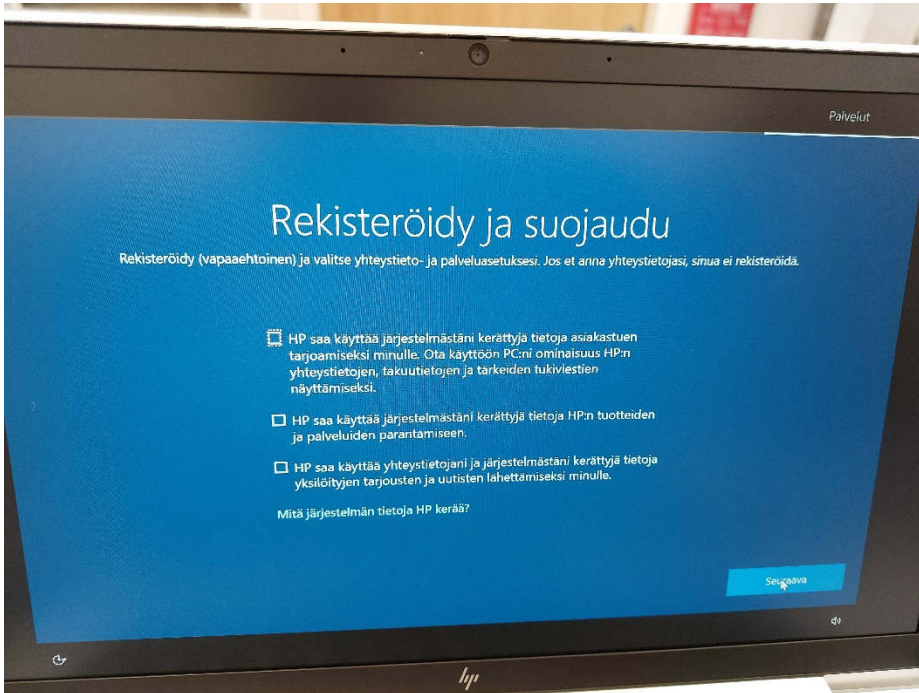 Palvelut
Rekisteröidy ja suojaudu
Rekisteröidy (vapaaehtoinen) ja valitse yhteystieto- ja palveluasetuksesi. Jos et anna yhteystietojasi, sinua ei rekisteröidä.
HP saa käyttää järjestelmästäni kerättyjä tietoja asiakastuen
tarjoamiseksi minulle. Ota käyttöön PC:ni ominaisuus HP:n
yhteystietojen, takuutietojen ja tärkeiden tukiviestien
näyttämiseksi.
HP saa käyttää järjestelmästäni kerättyjä tietoja HP:n tuotteiden
ja palveluiden parantamiseen.
HP saa käyttää yhteystietojani ja järjestelmästäni kerättyjä tietoja
yksilöityjen tarjousten ja uutisten lähettämiseksi minulle.
Mitä järjestelmän tietoja HP kerää?
Seuraava
hp